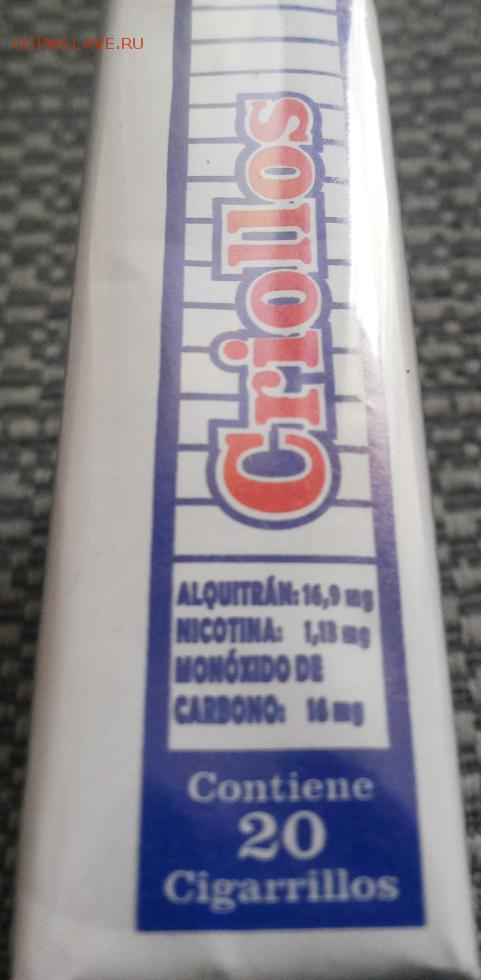 COINS.LAVE.RU
Criollos
ALQUITRÁN: 16,9 mg
NICOTINA: 1,13 mg
MONÓXIDO DE
CARBONO: 16 mg
Contiene
20
Cigarrillos